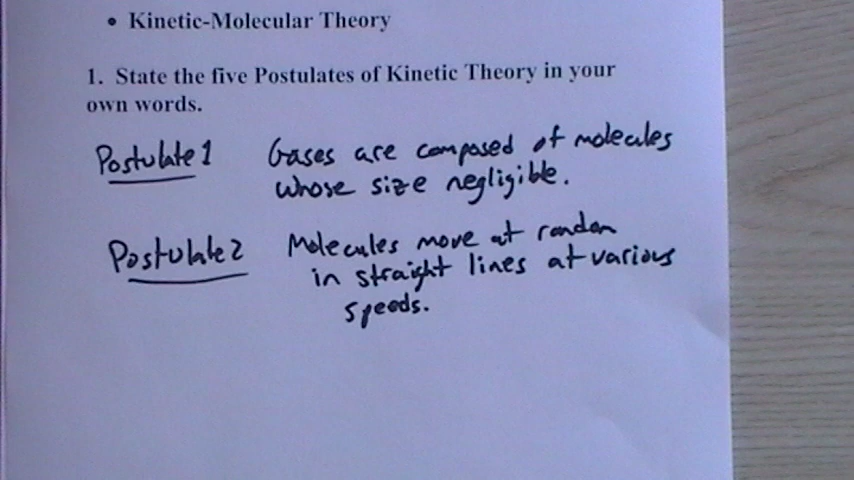 • Kinetic-Molecular Theory
1. State the five Postulates of Kinetic Theory in your
own words.
Postulate 1 Gases are composed of molecules
whose size negligible.
Postulate 2 Molecules move at random
in straight lines at various
speeds.